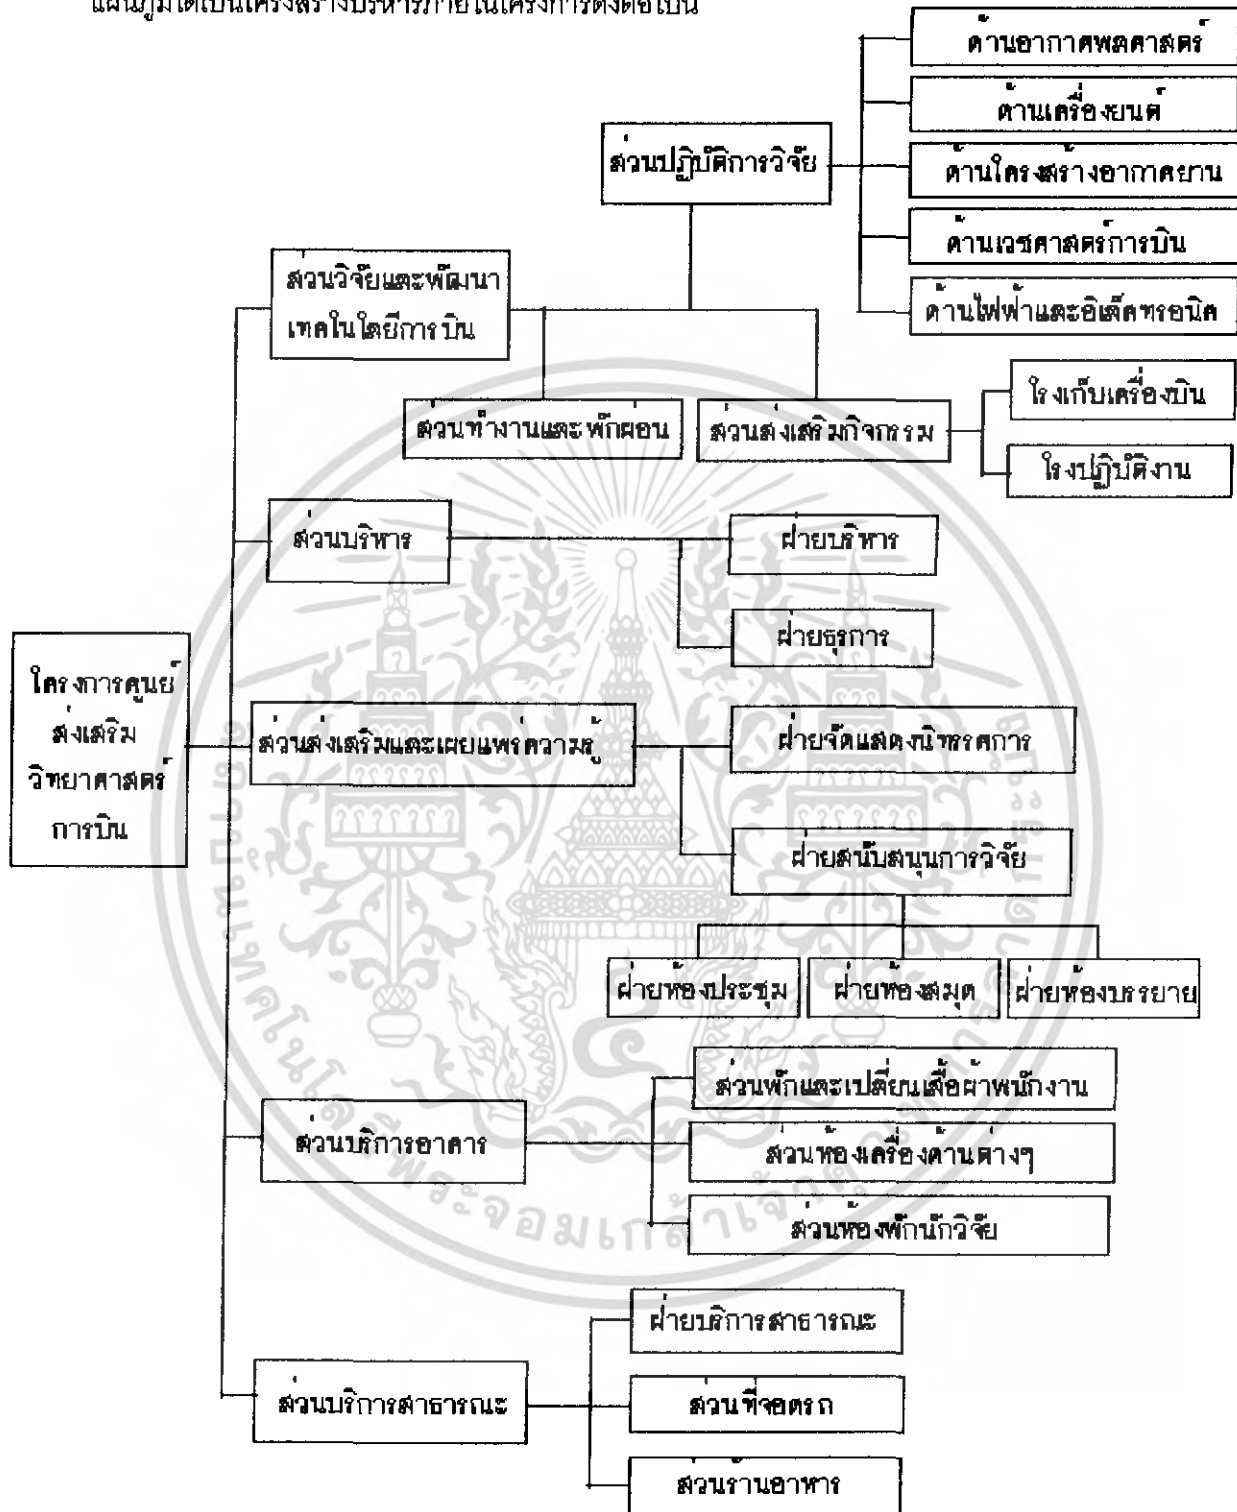 แผนภูมิได้เป็นโครงสร้างบริหารภายในโครงการดังต่อไปนี้
ด้านอากาศพลศาสตร์
ด้านเครื่องยนต์
ส่วนปฏิบัติการวิจัย
ด้านโครงสร้างอากาศยาน
ด้านเวชศาสตร์การบิน
ด้านไฟฟ้าและอิเล็คทรอนิค
ส่วนวิจัยและพัฒนา
เทคโนโลยีการบิน
ส่วนทำงานและพักผ่อน
ส่วนส่งเสริมกิจกรรม
โรงเก็บเครื่องบิน
โรงปฏิบัติงาน
ส่วนบริหาร
ฝ่ายบริหาร
ฝ่ายธุรการ
โครงการศูนย์
ส่งเสริม
วิทยาศาสตร์
การบิน
ส่วนส่งเสริมและเผยแพร่ความรู้
ฝ่ายจัดแสดงนิทรรศการ
ฝ่ายสนับสนุนการวิจัย
ฝ่ายห้องประชุม
ฝ่ายห้องสมุด
ฝ่ายห้องบรรยาย
ส่วนบริการอาคาร
ส่วนพักและเปลี่ยนเสื้อผ้าพนักงาน
ส่วนห้องเครื่องด้านต่างๆ
ส่วนห้องพักนักวิจัย
ส่วนบริการสาธารณะ
ฝ่ายบริการสาธารณะ
ส่วนที่จอดรถ
ส่วนร้านอาหาร